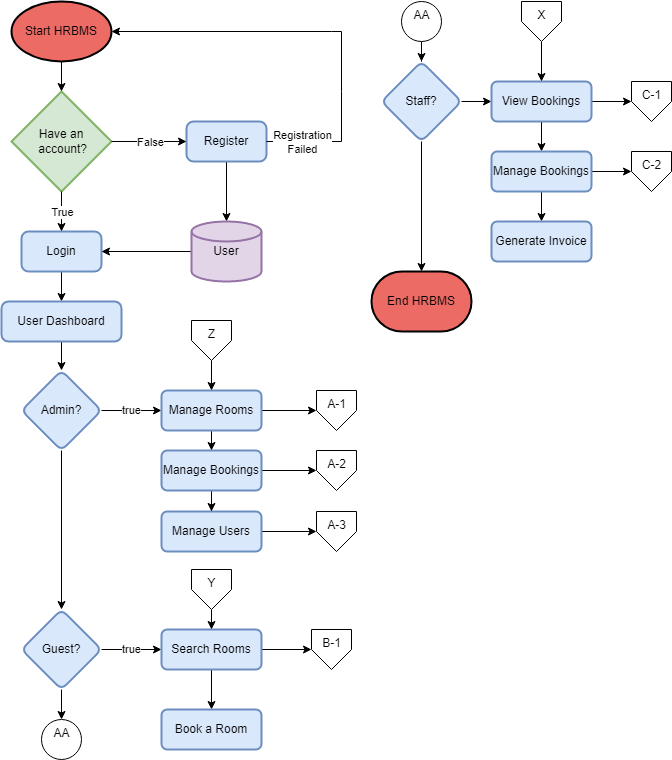 Start HRBMS
Have an
account?
False
Register
Registration
Failed
True
Login
User
User Dashboard
Z
Admin?
true
Manage Rooms
A-1
Manage Bookings
A-2
Manage Users
A-3
Y
Guest?
true
Search Rooms
B-1
AA
Book a Room
AA
X
Staff?
View Bookings
C-1
Manage Bookings
C-2
Generate Invoice
End HRBMS